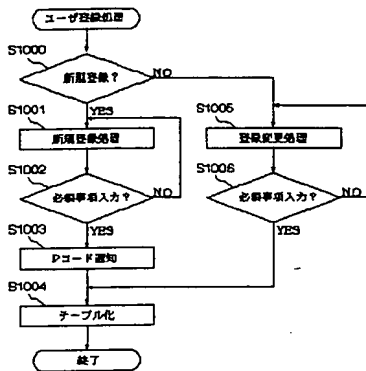 ユーザ登録処理
S1000
新規登録?
NO
YES
S1001
新規登録処理
S1002
必須事項入力?
NO
YES
S1003
Pコード通知
S1004
テーブル化
終了
S1005
登録変更処理
S1006
必須事項入力?
NO
YES